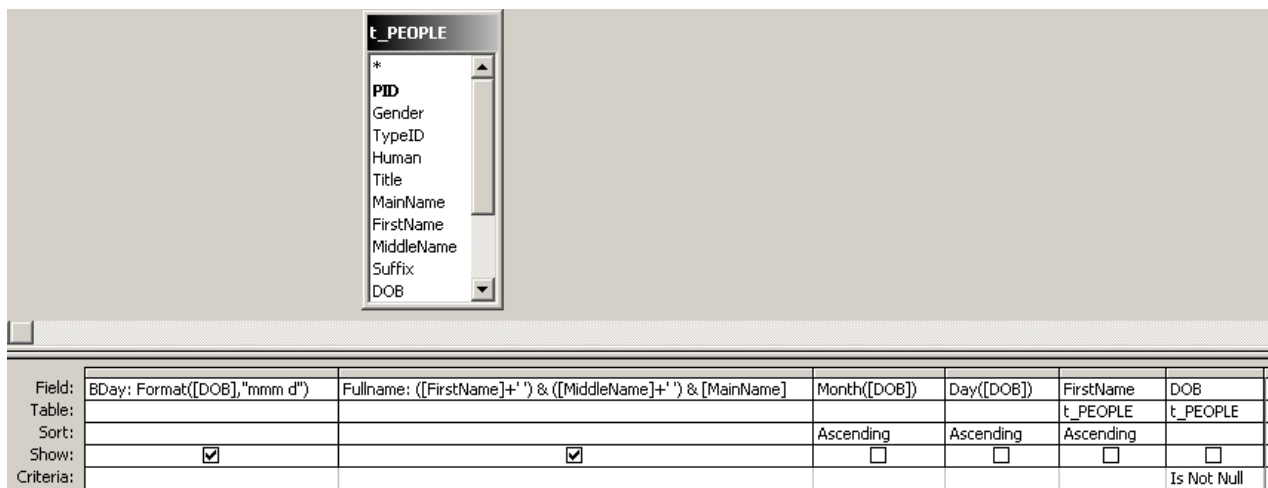 t_PEOPLE
*
PID
Gender
TypeID
Human
Title
MainName
FirstName
MiddleName
Suffix
DOB
Field: BDay: Format([DOB],"mmm d") Fullname: ([FirstName]+' ') & ([MiddleName]+' ') & [MainName] Month([DOB]) Day([DOB]) FirstName DOB
Table: t_PEOPLE t_PEOPLE
Sort: Ascending Ascending Ascending
Show:
Criteria: Is Not Null